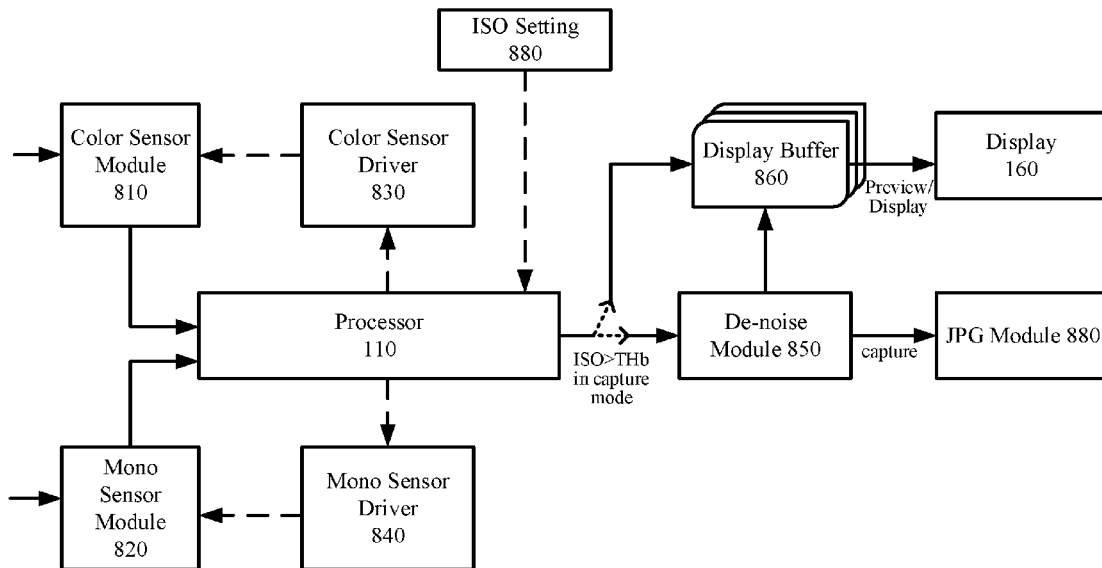 ISO Setting
880
Color Sensor
Module
810
Color Sensor
Driver
830
Display Buffer
860
Preview/
Display
Display
160
Processor
110
ISO>THb
in capture
mode
De-noise
Module 850
capture
JPG Module 880
Mono
Sensor
Module
820
Mono Sensor
Driver
840